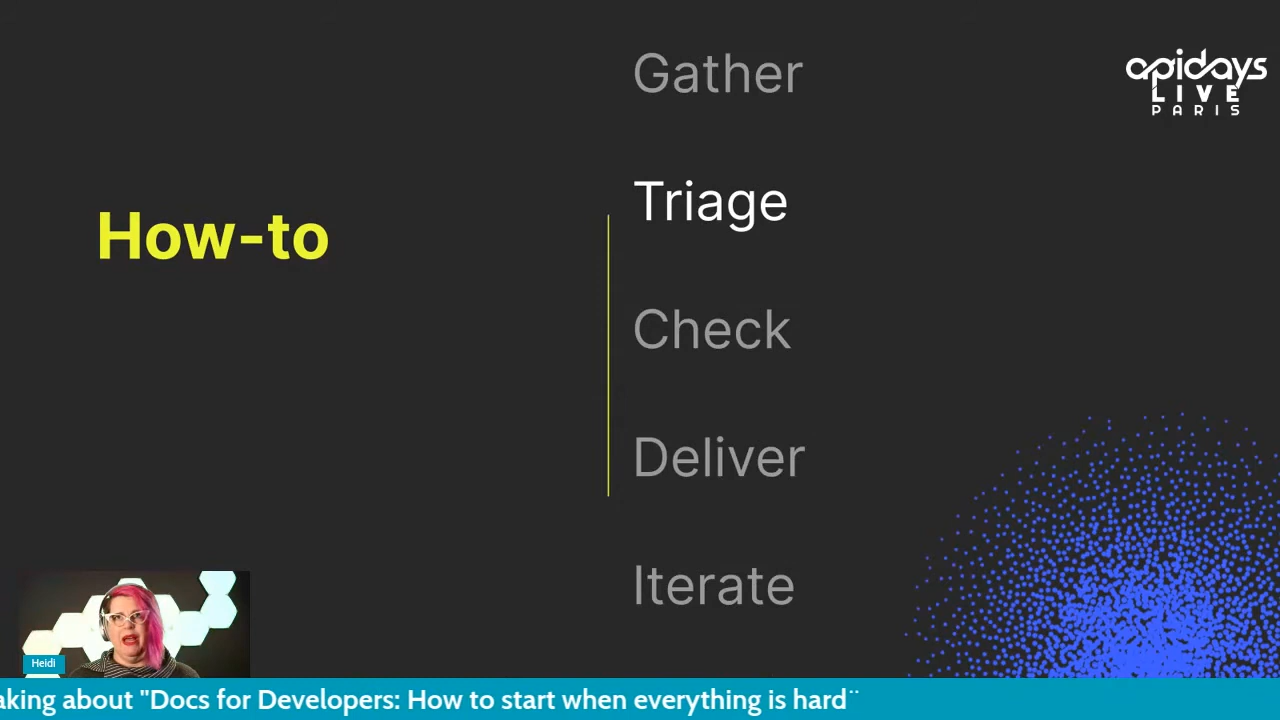 How-to
Gather
Triage
Check
Deliver
Iterate
apidays
LIVE
PARIS
Heidi
aking about "Docs for Developers: How to start when everything is hard¨